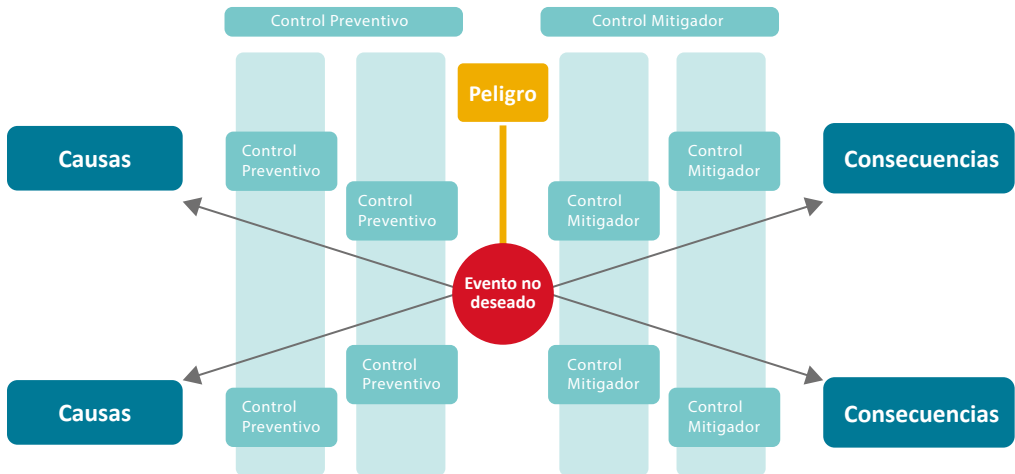 Control Preventivo
Control Mitigador
Peligro
Causas
Control
Preventivo
Control
Preventivo
Control
Mitigador
Control
Mitigador
Consecuencias
Evento no
deseado
Causas
Control
Preventivo
Control
Preventivo
Control
Mitigador
Control
Mitigador
Consecuencias